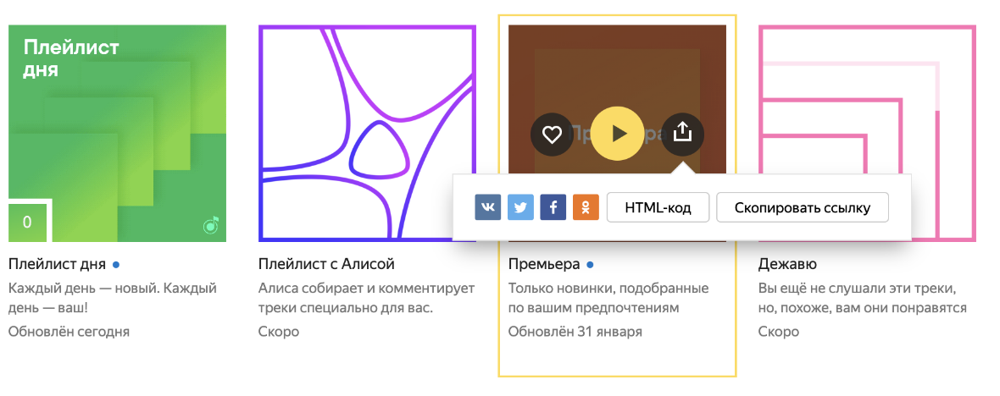 Плейлист
дня
0
HTML-код
Скопировать ссылку
Плейлист дня
Каждый день — новый. Каждый
день — ваш!
Обновлён сегодня
Плейлист с Алисой
Алиса собирает и комментирует
треки специально для вас.
Скоро
Премьера
Только новинки, подобранные
по вашим предпочтениям
Обновлён 31 января
Дежавю
Вы ещё не слушали эти треки,
но, похоже, вам они понравятся
Скоро